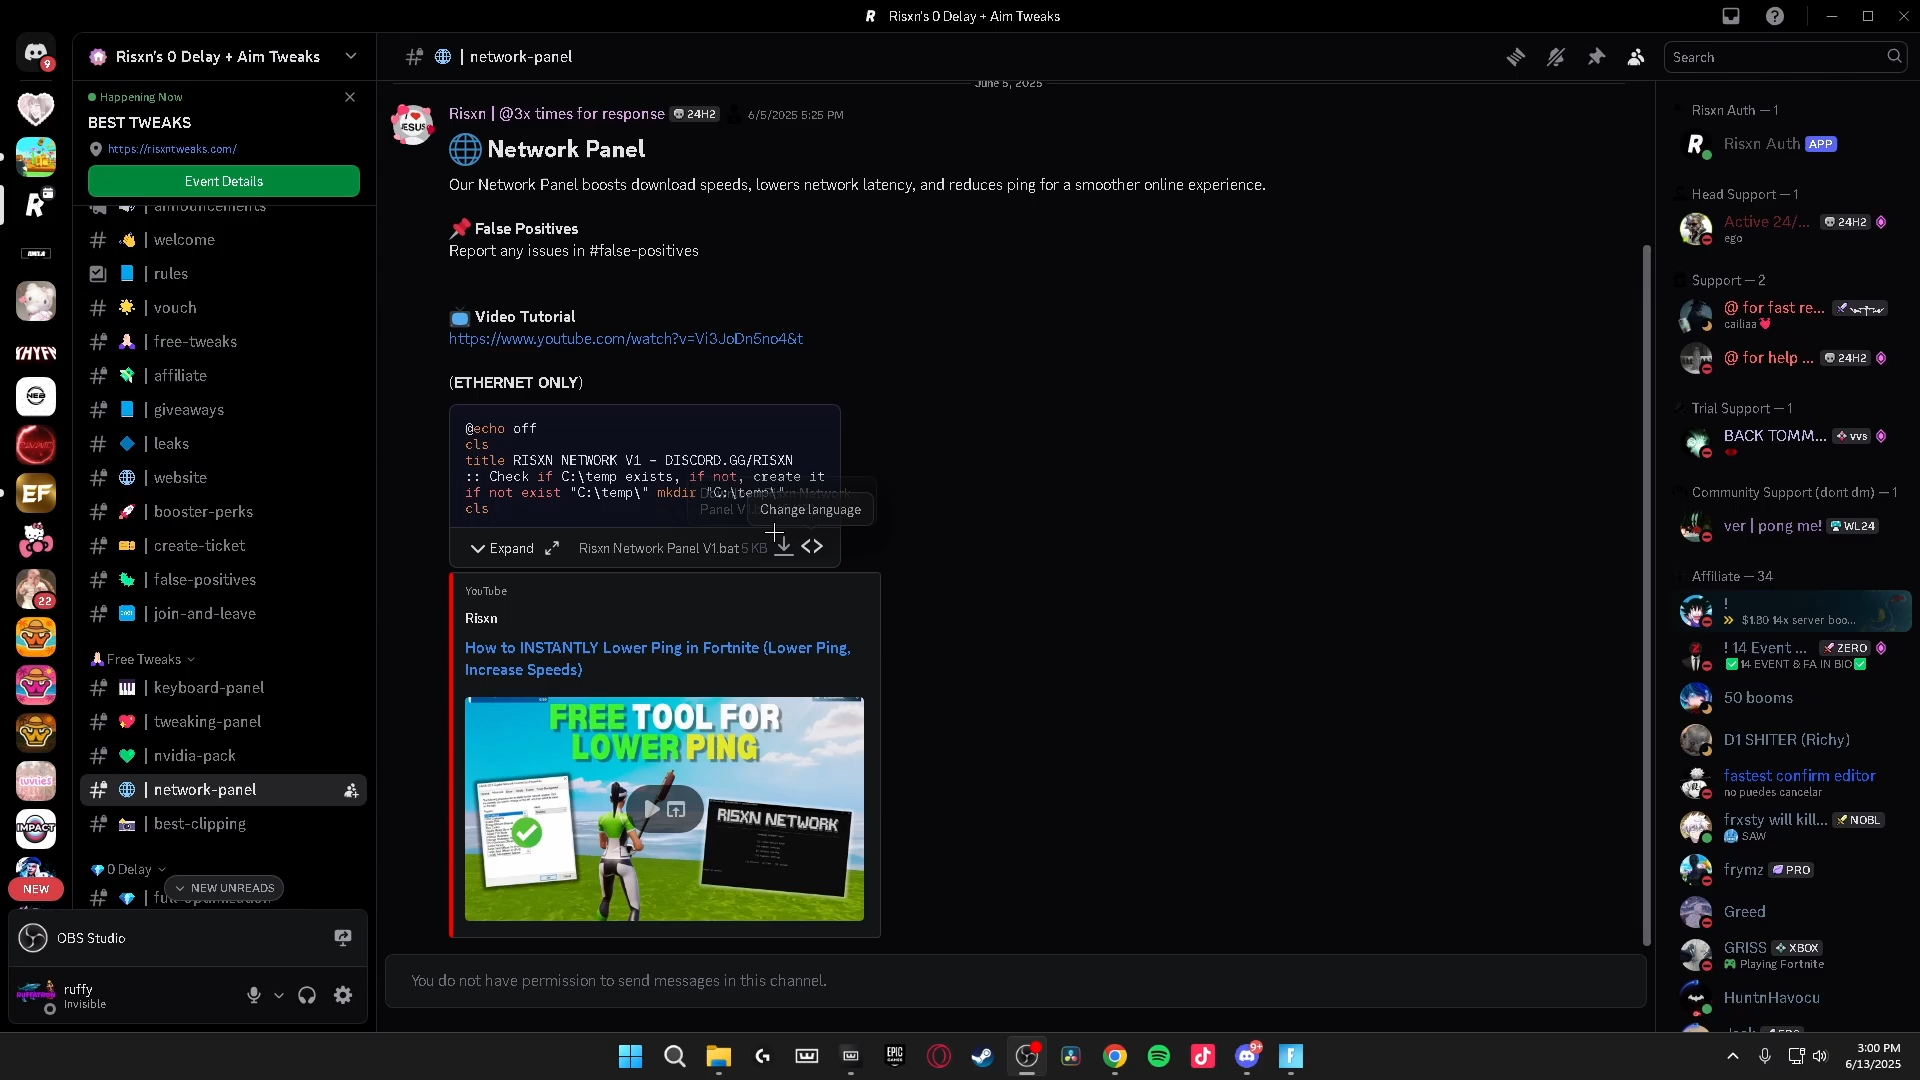 Risxn's 0 Delay + Aim Tweaks
Risxn's 0 Delay + Aim Tweaks
Happening Now
BEST TWEAKS
https://risxntweaks.com/
Event Details
announcements
welcome
rules
vouch
free-tweaks
affiliate
giveaways
leaks
website
booster-perks
create-ticket
false-positives
join-and-leave
Free Tweaks
keyboard-panel
tweaking-panel
nvidia-pack
network-panel
best-clipping
0 Delay
NEW UNREADS
9
22
NEW
IMPACT
OBS Studio
ruffy
Invisible
| network-panel
Search
June 5, 2025
Risxn | @3x times for response 24H2 6/5/2025 5:25 PM
Network Panel
Our Network Panel boosts download speeds, lowers network latency, and reduces ping for a smoother online experience.
False Positives
Report any issues in #false-positives
Video Tutorial
https://www.youtube.com/watch?v=Vi3JoDn5no4&t
(ETHERNET ONLY)
@echo off
cls
title RISXN NETWORK V1 - DISCORD.GG/RISXN
:: Check if C:\temp exists, if not, create it
if not exist "C:\temp\" mkdir "C:\temp\"
cls
Change language
Expand
Risxn Network Panel V1.bat 5 KB
YouTube
Risxn
How to INSTANTLY Lower Ping in Fortnite (Lower Ping,
Increase Speeds)
FREE TOOL FOR
LOWER PING
RISXN NETWORK
You do not have permission to send messages in this channel.
Risxn Auth — 1
Risxn Auth APP
Head Support — 1
Active 24/... 24H2
ego
Support — 2
@ for fast re...
cailiaa
@ for help ... 24H2
Trial Support — 1
BACK TOMM... vvs
Community Support (dont dm) — 1
ver | pong me! WL24
Affiliate — 34
!
$1.80 14x server boo...
! 14 Event ... ZERO
14 EVENT & FA IN BIO
50 booms
D1 SHITER (Richy)
fastest confirm editor
no puedes cancelar
frxsty will kill... NOBL
SAW
frymz PRO
Greed
GRISS XBOX
Playing Fortnite
HuntnHavocu
EPIC GAMES
9+
3:00 PM
6/13/2025